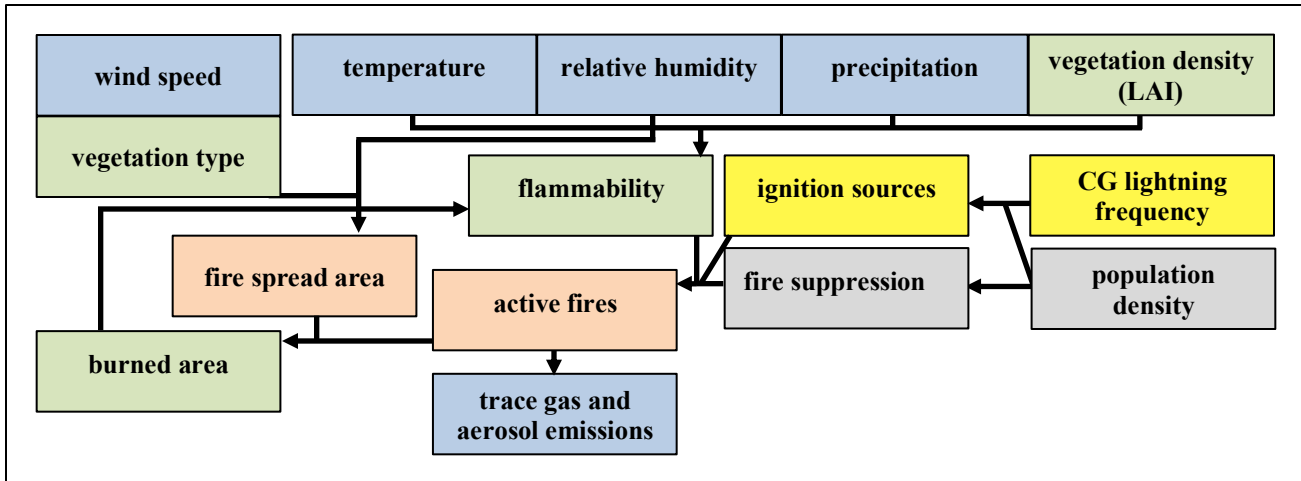 wind speed
temperature
relative humidity
precipitation
vegetation density
(LAI)
vegetation type
flammability
ignition sources
CG lightning
frequency
fire spread area
active fires
fire suppression
population
density
burned area
trace gas and
aerosol emissions